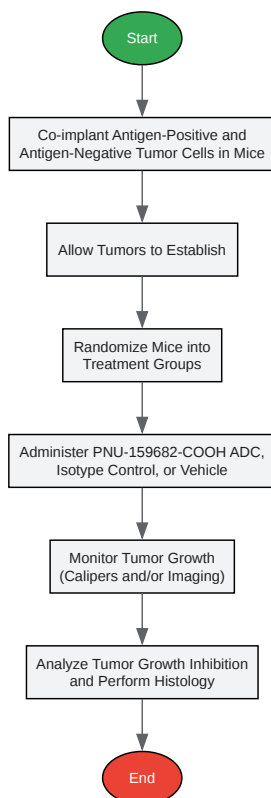 Start
Co-implant Antigen-Positive and
Antigen-Negative Tumor Cells in Mice
Allow Tumors to Establish
Randomize Mice into
Treatment Groups
Administer PNU-159682-COOH ADC,
Isotype Control, or Vehicle
Monitor Tumor Growth
(Calipers and/or Imaging)
Analyze Tumor Growth Inhibition
and Perform Histology
End